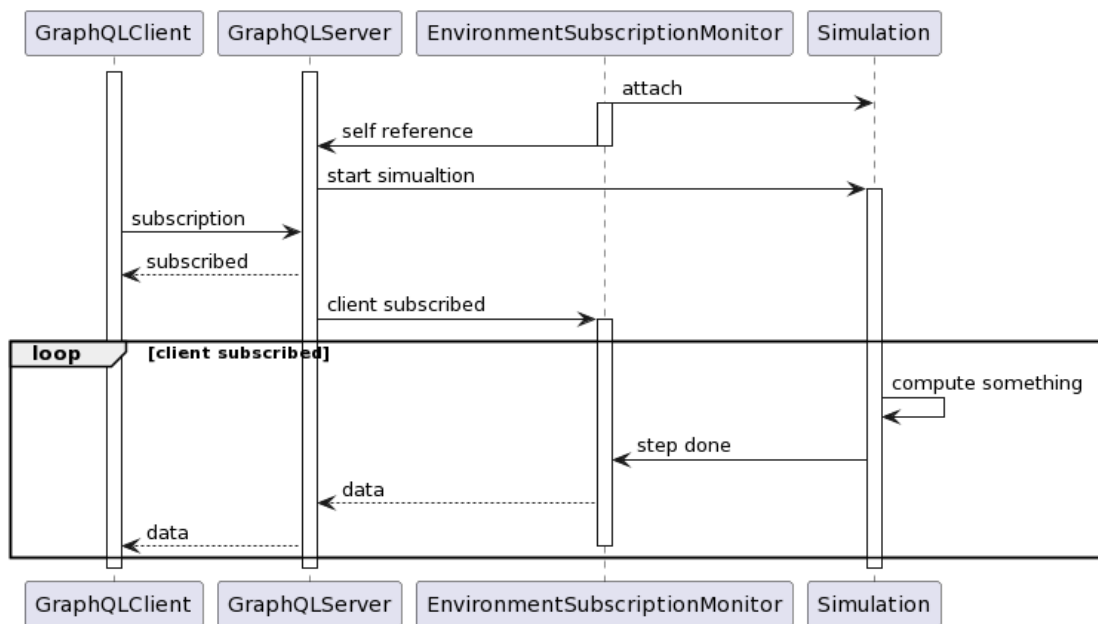 GraphQLClient GraphQLServer EnvironmentSubscriptionMonitor Simulation
attach
self reference
start simualtion
subscription
subscribed
client subscribed
loop [client subscribed]
compute something
step done
data
data
GraphQLClient GraphQLServer EnvironmentSubscriptionMonitor Simulation